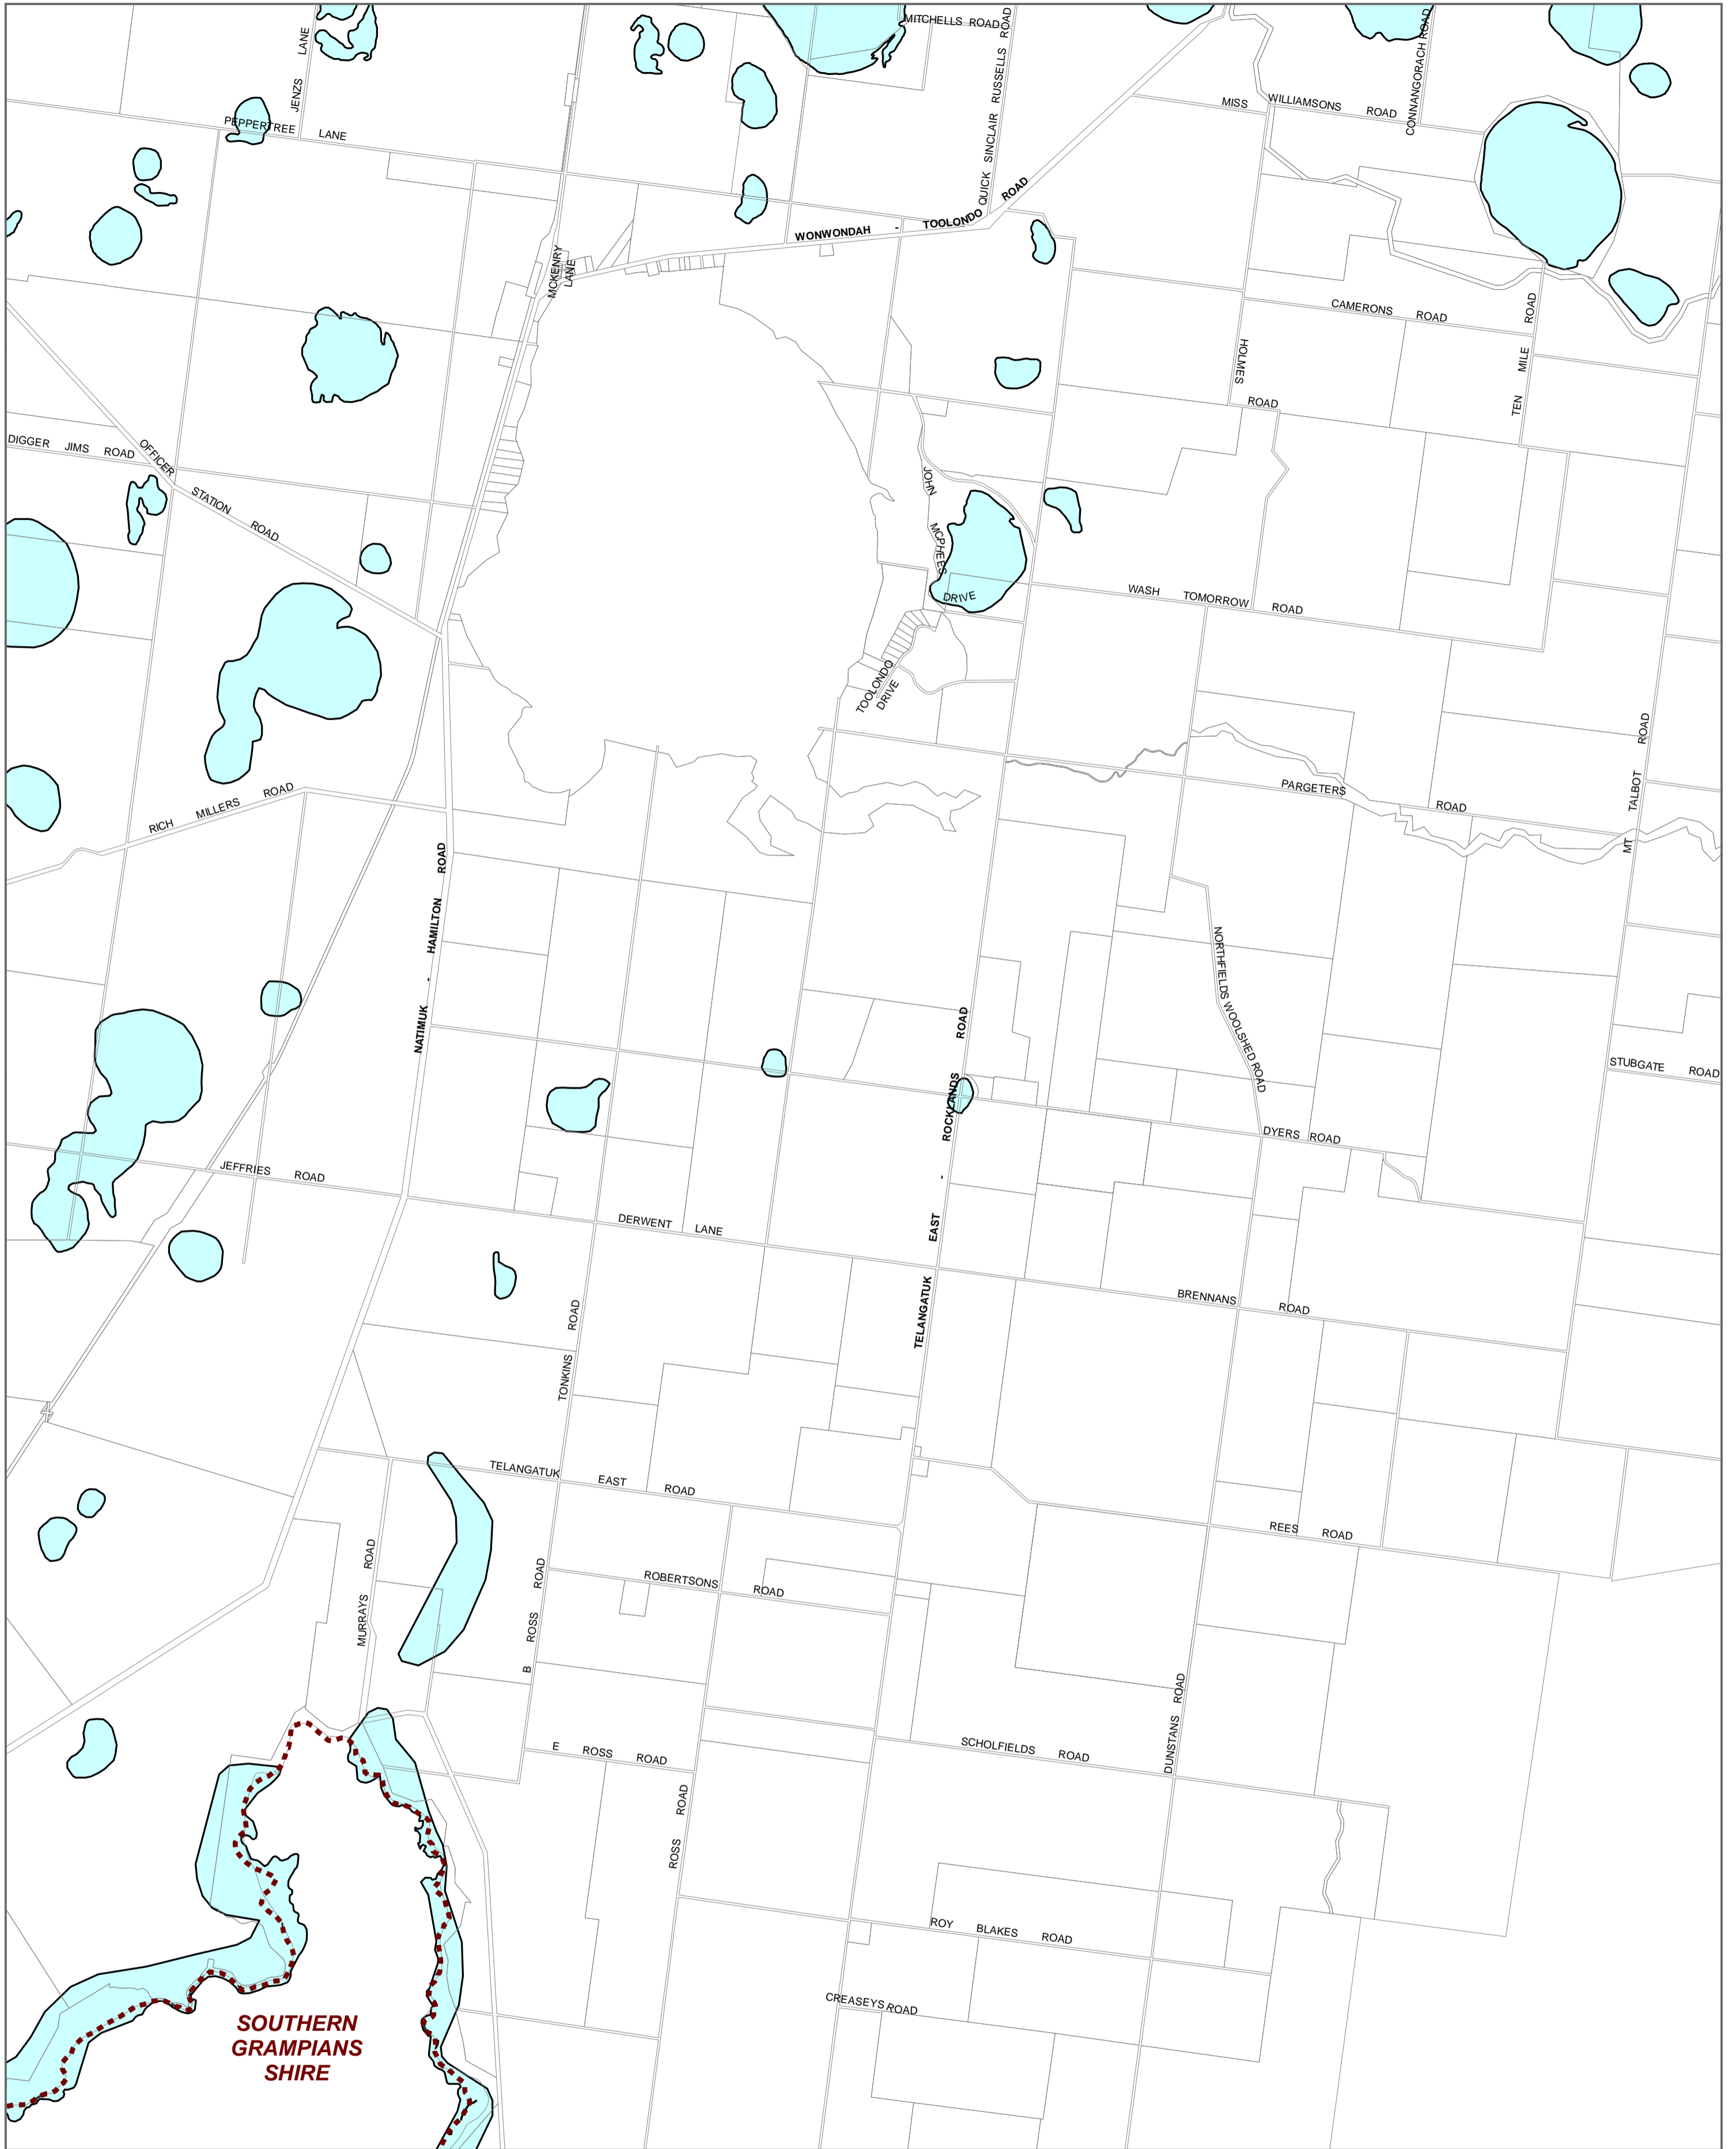 MITCHELLS ROAD
JENZS LANE
QUICK SINCLAIR RUSSELLS ROAD
CONNANGORACH ROAD
MISS WILLIAMSONS ROAD
PEPPERTREE LANE
WONWONDAH - TOOLONDO ROAD
MCKENRY
LANE
CAMERONS ROAD
TEN MILE ROAD
HOLMES ROAD
DIGGER JIMS ROAD
OFFICER STATION ROAD
JOHN MCPHEES DRIVE
WASH TOMORROW ROAD
TOOLONDO
DRIVE
MT TALBOT ROAD
PARGETERS ROAD
RICH MILLERS ROAD
NATIMUK - HAMILTON ROAD
NORTHFIELDS WOOLSHED ROAD
STUBGATE ROAD
TELANGATUK EAST - ROCKLANDS ROAD
DYERS ROAD
JEFFRIES ROAD
DERWENT LANE
BRENNANS ROAD
TONKINS ROAD
TELANGATUK EAST ROAD
REES ROAD
MURRAYS ROAD
B ROSS ROAD
ROBERTSONS ROAD
DUNSTANS ROAD
E ROSS ROAD
SCHOLFIELDS ROAD
ROSS ROAD
ROY BLAKES ROAD
CREASEYS ROAD
SOUTHERN
GRAMPIANS
SHIRE